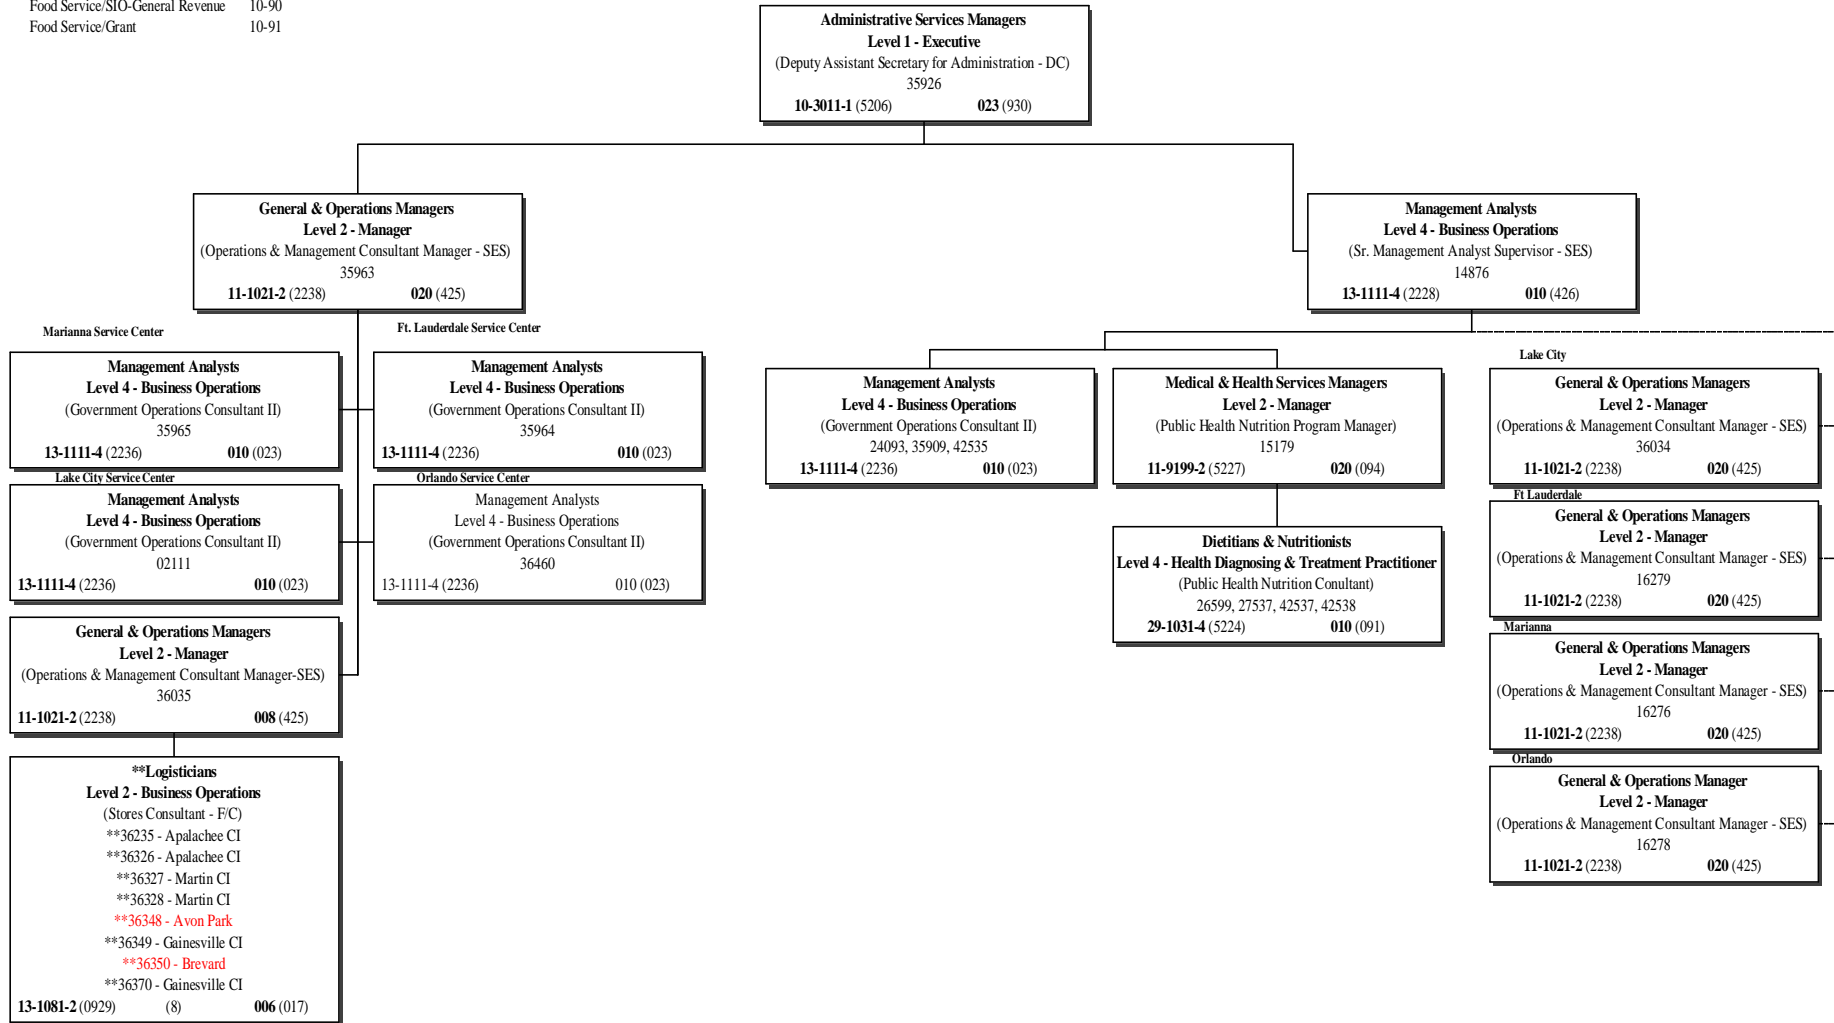 Food Service/SIO-General Revenue 10-90
Food Service/Grant 10-91
Administrative Services Managers
Level 1 - Executive
(Deputy Assistant Secretary for Administration - DC)
35926
10-3011-1 (5206) 023 (930)
General & Operations Managers
Level 2 - Manager
(Operations & Management Consultant Manager - SES)
35963
11-1021-2 (2238) 020 (425)
Management Analysts
Level 4 - Business Operations
(Sr. Management Analyst Supervisor - SES)
14876
13-1111-4 (2228) 010 (426)
Marianna Service Center
Management Analysts
Level 4 - Business Operations
(Government Operations Consultant II)
35965
13-1111-4 (2236) 010 (023)
Ft. Lauderdale Service Center
Management Analysts
Level 4 - Business Operations
(Government Operations Consultant II)
35964
13-1111-4 (2236) 010 (023)
Lake City Service Center
Management Analysts
Level 4 - Business Operations
(Government Operations Consultant II)
02111
13-1111-4 (2236) 010 (023)
Orlando Service Center
Management Analysts
Level 4 - Business Operations
(Government Operations Consultant II)
36460
13-1111-4 (2236) 010 (023)
General & Operations Managers
Level 2 - Manager
(Operations & Management Consultant Manager-SES)
36035
11-1021-2 (2238) 008 (425)
**Logisticians
Level 2 - Business Operations
(Stores Consultant - F/C)
**36235 - Apalachee CI
**36326 - Apalachee CI
**36327 - Martin CI
**36328 - Martin CI
**36348 - Avon Park
**36349 - Gainesville CI
**36350 - Brevard
**36370 - Gainesville CI
13-1081-2 (0929) (8) 006 (017)
Management Analysts
Level 4 - Business Operations
(Government Operations Consultant II)
24093, 35909, 42535
13-1111-4 (2236) 010 (023)
Medical & Health Services Managers
Level 2 - Manager
(Public Health Nutrition Program Manager)
15179
11-9199-2 (5227) 020 (094)
Dietitians & Nutritionists
Level 4 - Health Diagnosing & Treatment Practitioner
(Public Health Nutrition Conultant)
26599, 27537, 42537, 42538
29-1031-4 (5224) 010 (091)
Lake City
General & Operations Managers
Level 2 - Manager
(Operations & Management Consultant Manager - SES)
36034
11-1021-2 (2238) 020 (425)
Ft Lauderdale
General & Operations Managers
Level 2 - Manager
(Operations & Management Consultant Manager - SES)
16279
11-1021-2 (2238) 020 (425)
Marianna
General & Operations Managers
Level 2 - Manager
(Operations & Management Consultant Manager - SES)
16276
11-1021-2 (2238) 020 (425)
Orlando
General & Operations Manager
Level 2 - Manager
(Operations & Management Consultant Manager - SES)
16278
11-1021-2 (2238) 020 (425)